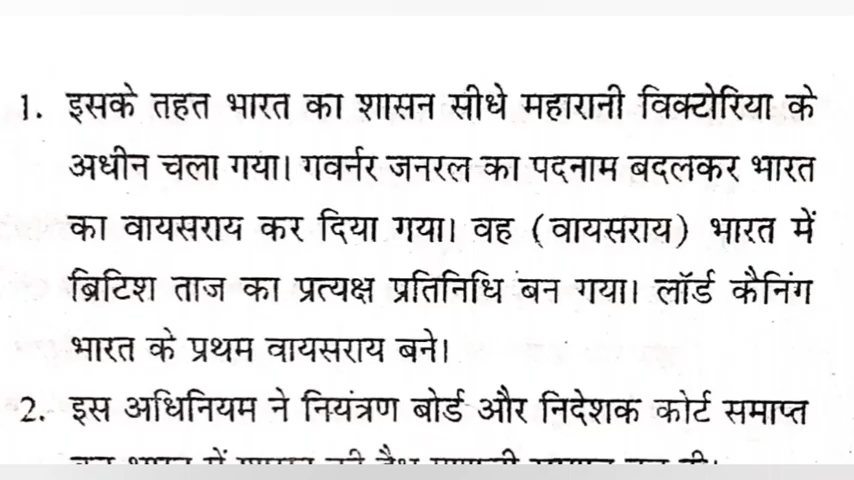 1. इसके तहत भारत का शासन सीधे महारानी विक्टोरिया के
अधीन चला गया। गवर्नर जनरल का पदनाम बदलकर भारत
का वायसराय कर दिया गया। वह (वायसराय) भारत में
ब्रिटिश ताज का प्रत्यक्ष प्रतिनिधि बन गया। लॉर्ड कैनिंग
भारत के प्रथम वायसराय बने।
2. इस अधिनियम ने नियंत्रण बोर्ड और निदेशक कोर्ट समाप्त